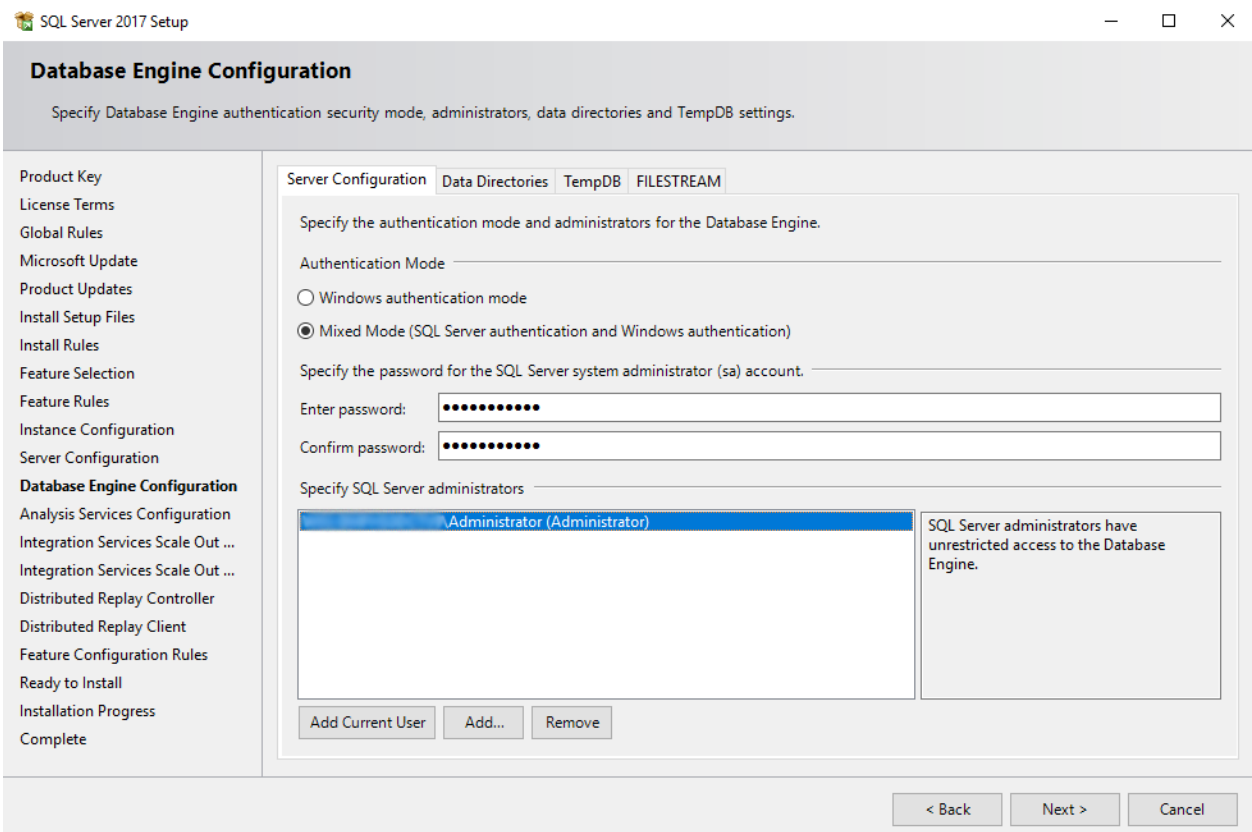 SQL Server 2017 Setup
Database Engine Configuration
Specify Database Engine authentication security mode, administrators, data directories and TempDB settings.
Product Key
License Terms
Global Rules
Microsoft Update
Product Updates
Install Setup Files
Install Rules
Feature Selection
Feature Rules
Instance Configuration
Server Configuration
Database Engine Configuration
Analysis Services Configuration
Integration Services Scale Out ...
Integration Services Scale Out ...
Distributed Replay Controller
Distributed Replay Client
Feature Configuration Rules
Ready to Install
Installation Progress
Complete
Server Configuration Data Directories TempDB FILESTREAM
Specify the authentication mode and administrators for the Database Engine.
Authentication Mode
Windows authentication mode
Mixed Mode (SQL Server authentication and Windows authentication)
Specify the password for the SQL Server system administrator (sa) account.
Enter password: ●●●●●●●●●●●
Confirm password: ●●●●●●●●●●●
Specify SQL Server administrators
\Administrator (Administrator)
SQL Server administrators have
unrestricted access to the Database
Engine.
Add Current User Add... Remove
< Back Next > Cancel